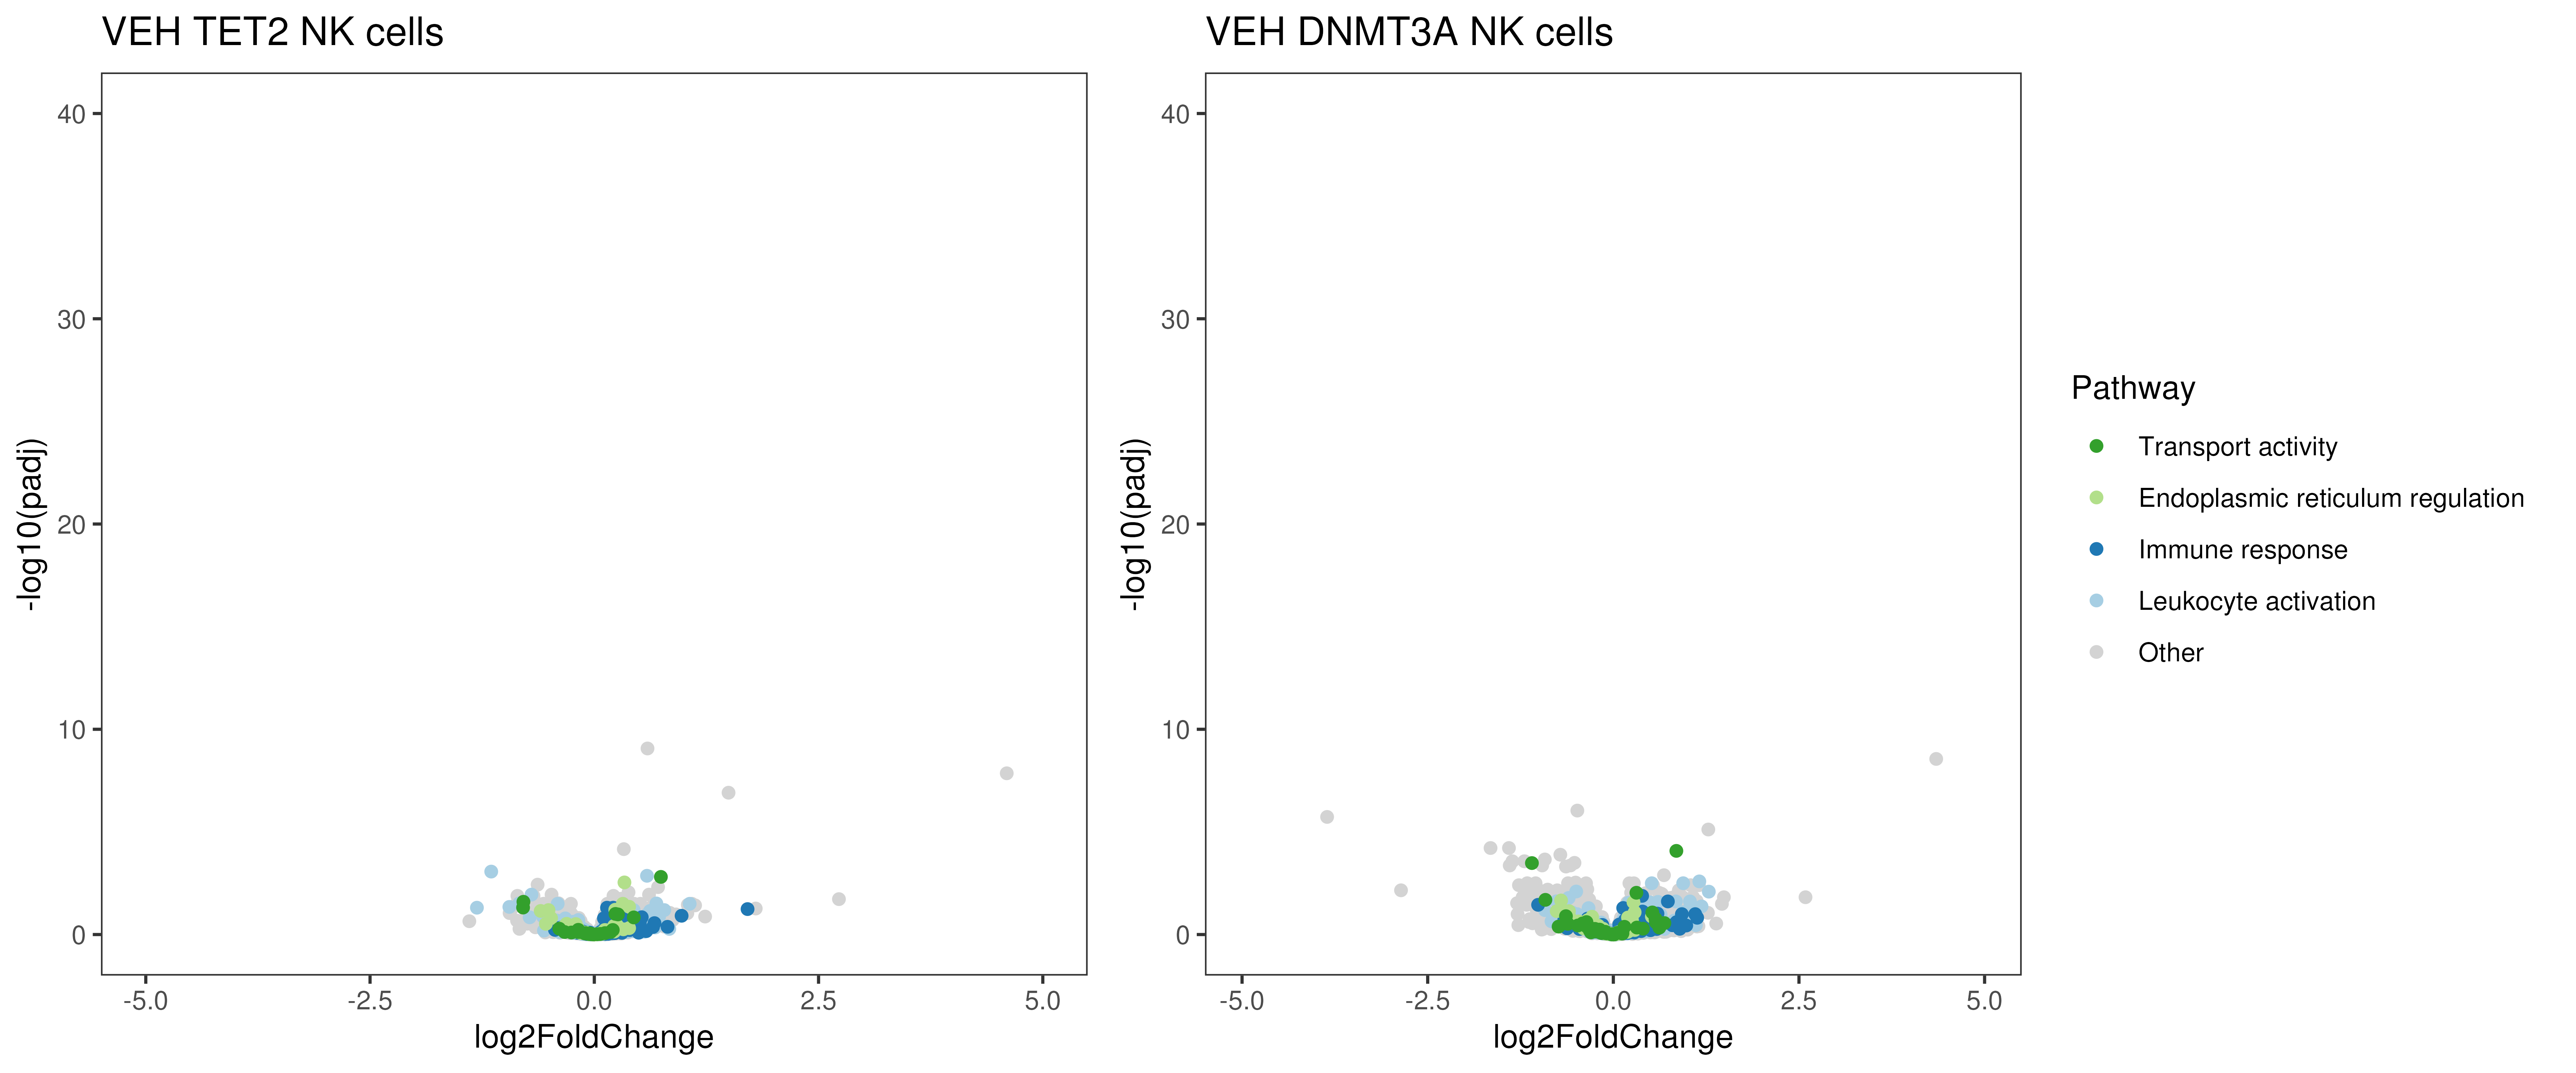 VEH TET2 NK cells
-log10(padj)
40
30
20
10
0
-5.0
-2.5
0.0
2.5
5.0
log2FoldChange
VEH DNMT3A NK cells
-log10(padj)
40
30
20
10
0
-5.0
-2.5
0.0
2.5
5.0
log2FoldChange
Pathway
Transport activity
Endoplasmic reticulum regulation
Immune response
Leukocyte activation
Other